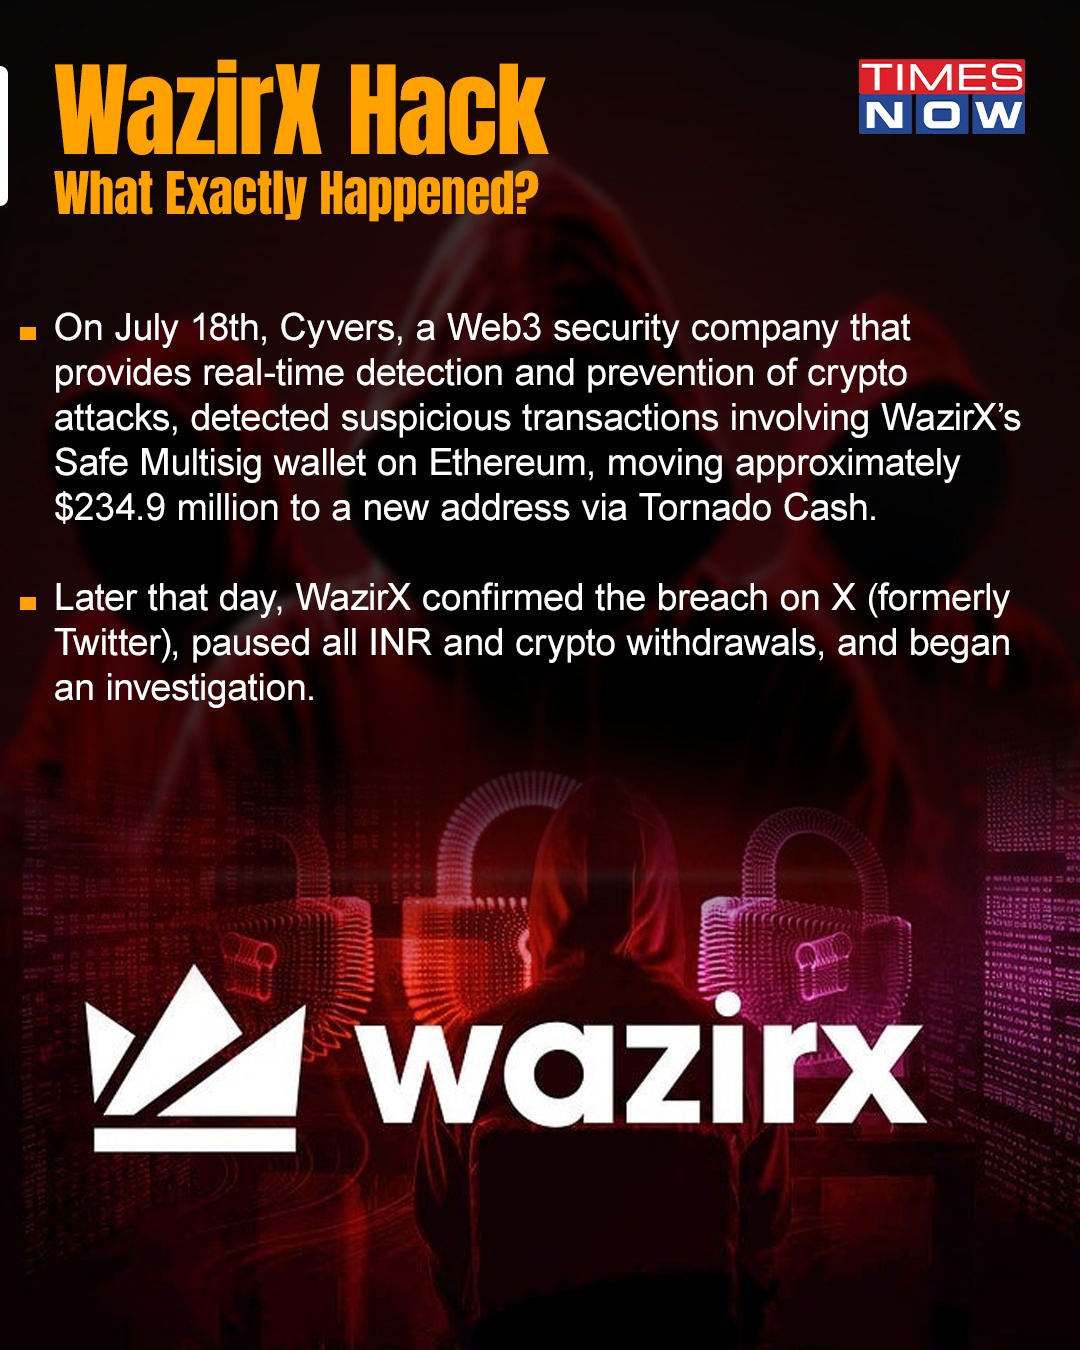 WazirX Hack
What Exactly Happened?
TIMES
NOW
On July 18th, Cyvers, a Web3 security company that
provides real-time detection and prevention of crypto
attacks, detected suspicious transactions involving WazirX’s
Safe Multisig wallet on Ethereum, moving approximately
$234.9 million to a new address via Tornado Cash.
Later that day, WazirX confirmed the breach on X (formerly
Twitter), paused all INR and crypto withdrawals, and began
an investigation.
wazirx